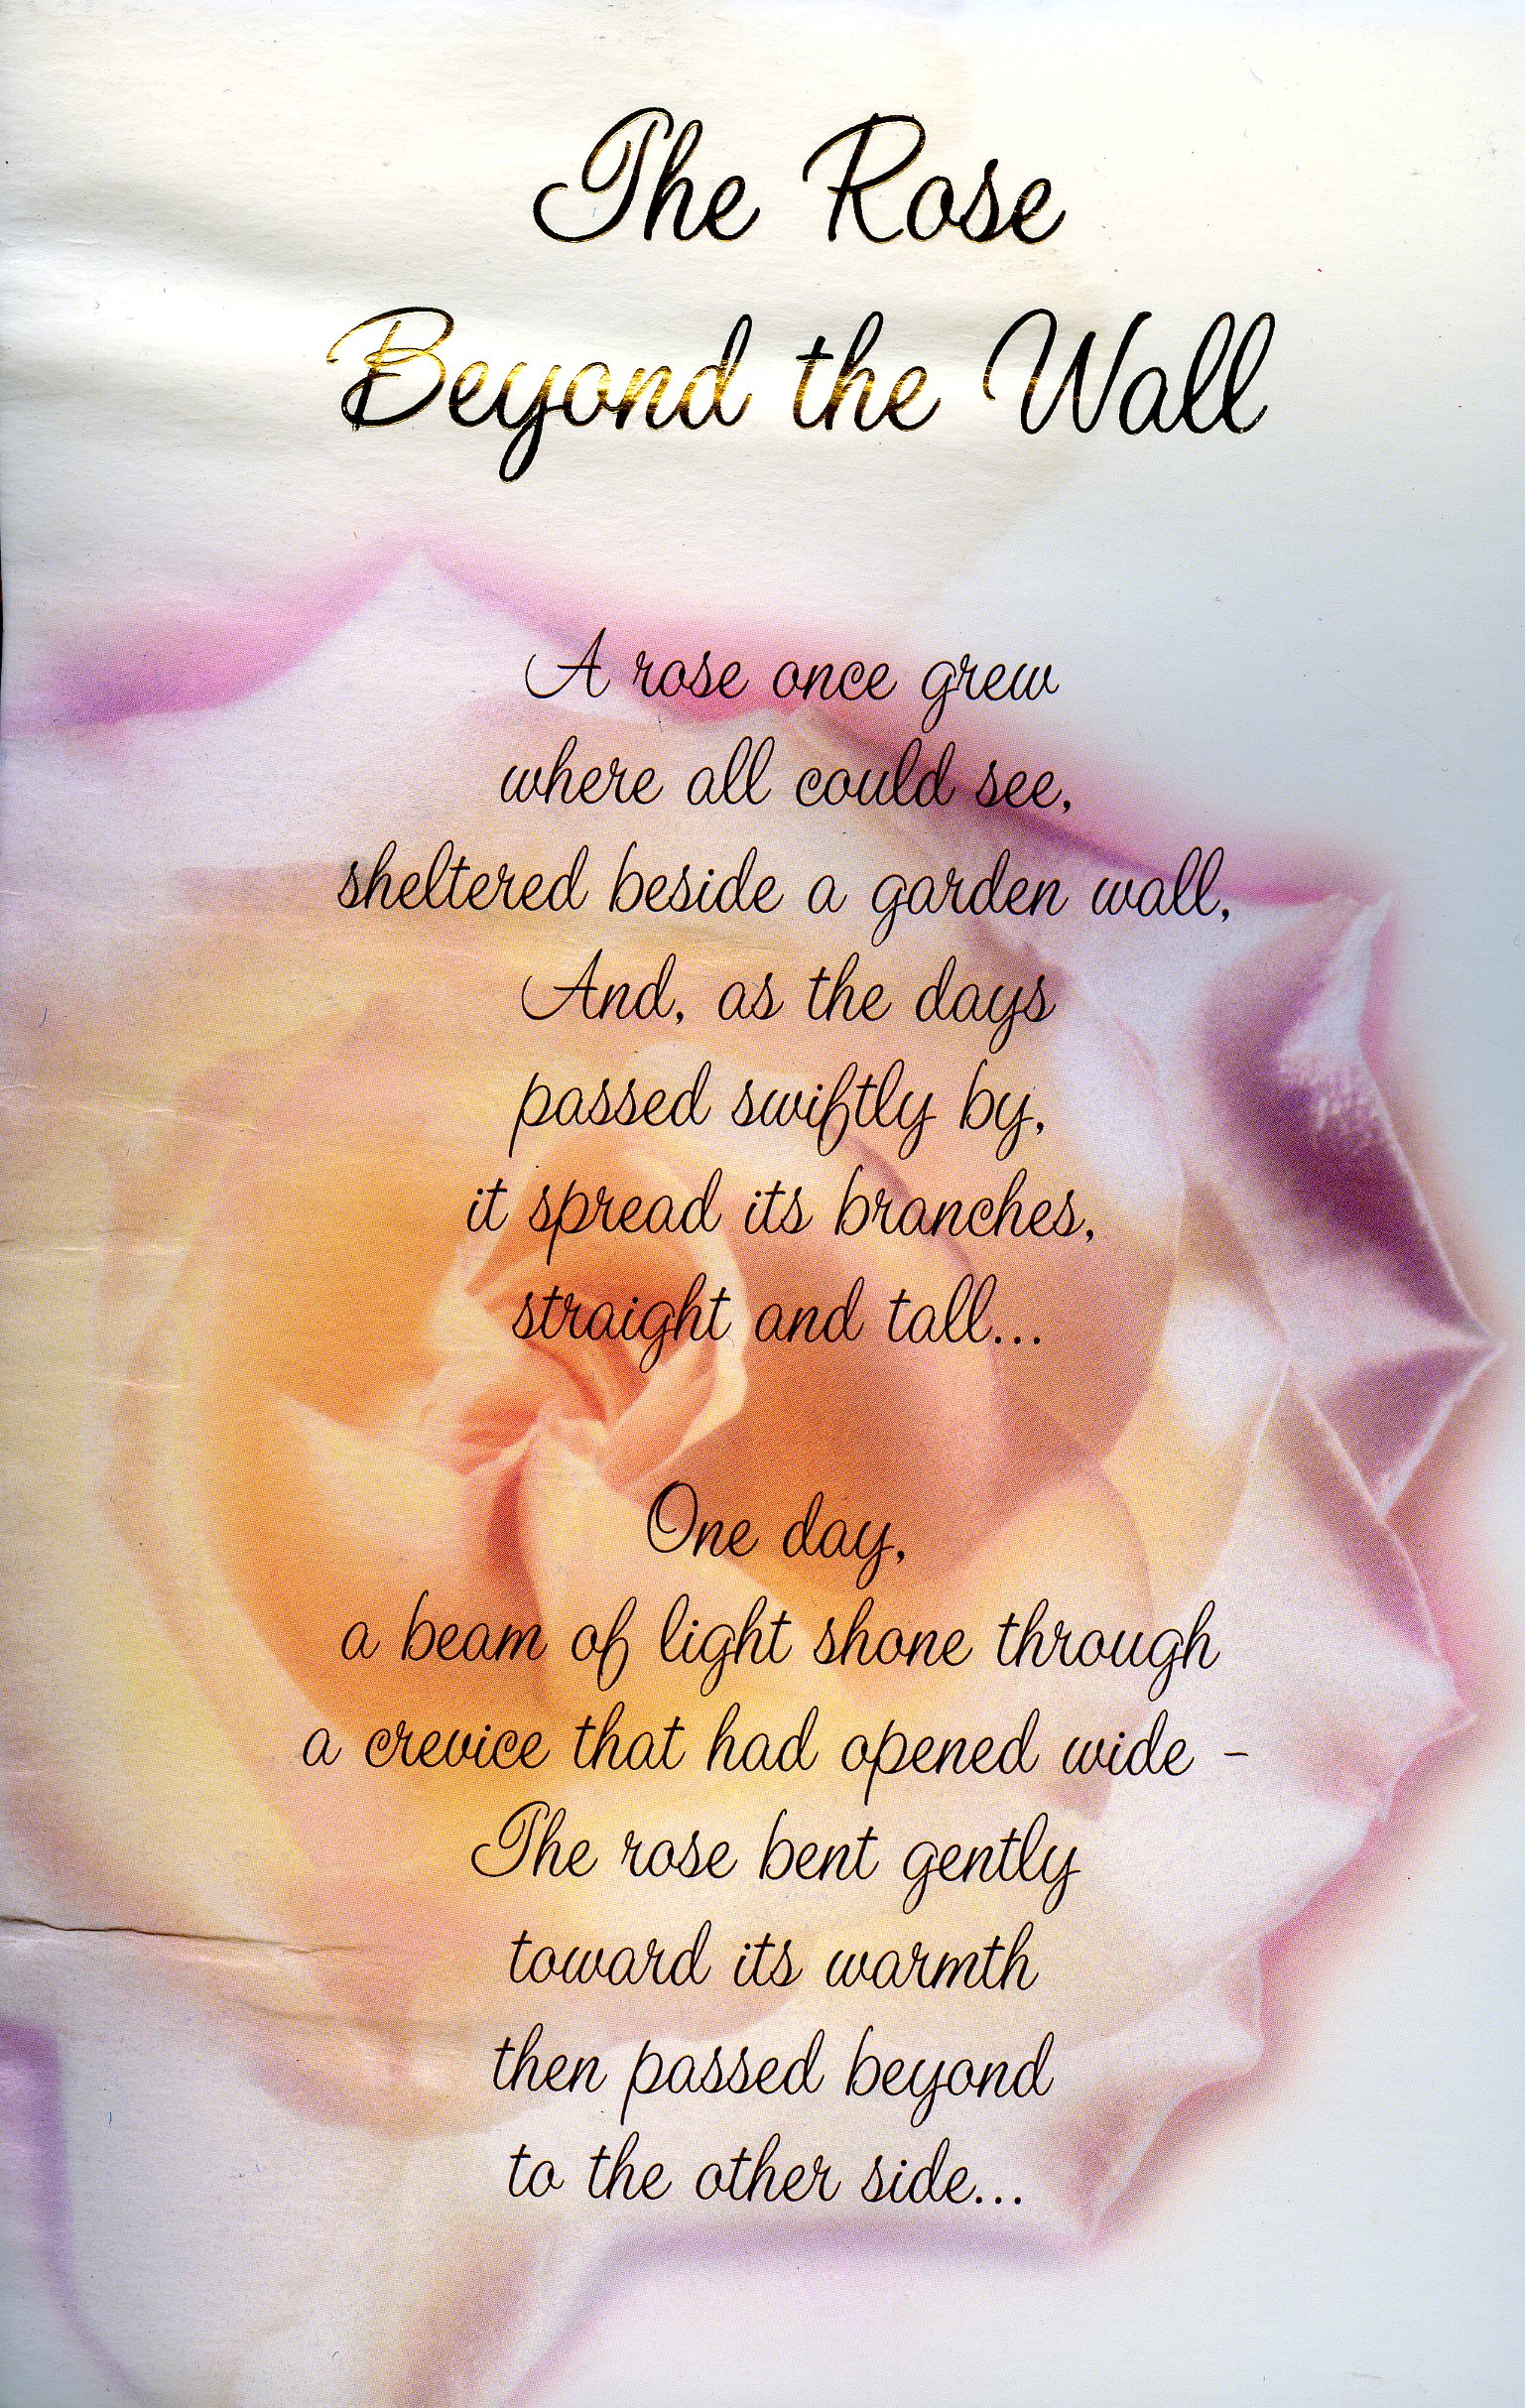 The Rose
Beyond the Wall
A rose once grew
where all could see,
sheltered beside a garden wall,
And, as the days
passed swiftly by,
it spread its branches,
straight and tall...
One day,
a beam of light shone through
a crevice that had opened wide -
The rose bent gently
toward its warmth
then passed beyond
to the other side...